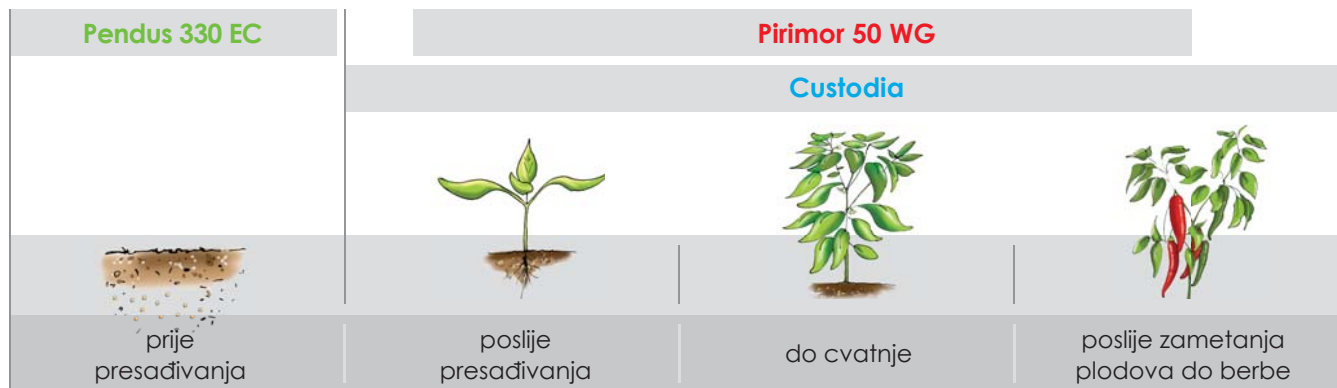 Pendus 330 EC
Pirimor 50 WG
Custodia
prije
presađivanja
poslije
presađivanja
do cvatnje
poslije zametanja
plodova do berbe